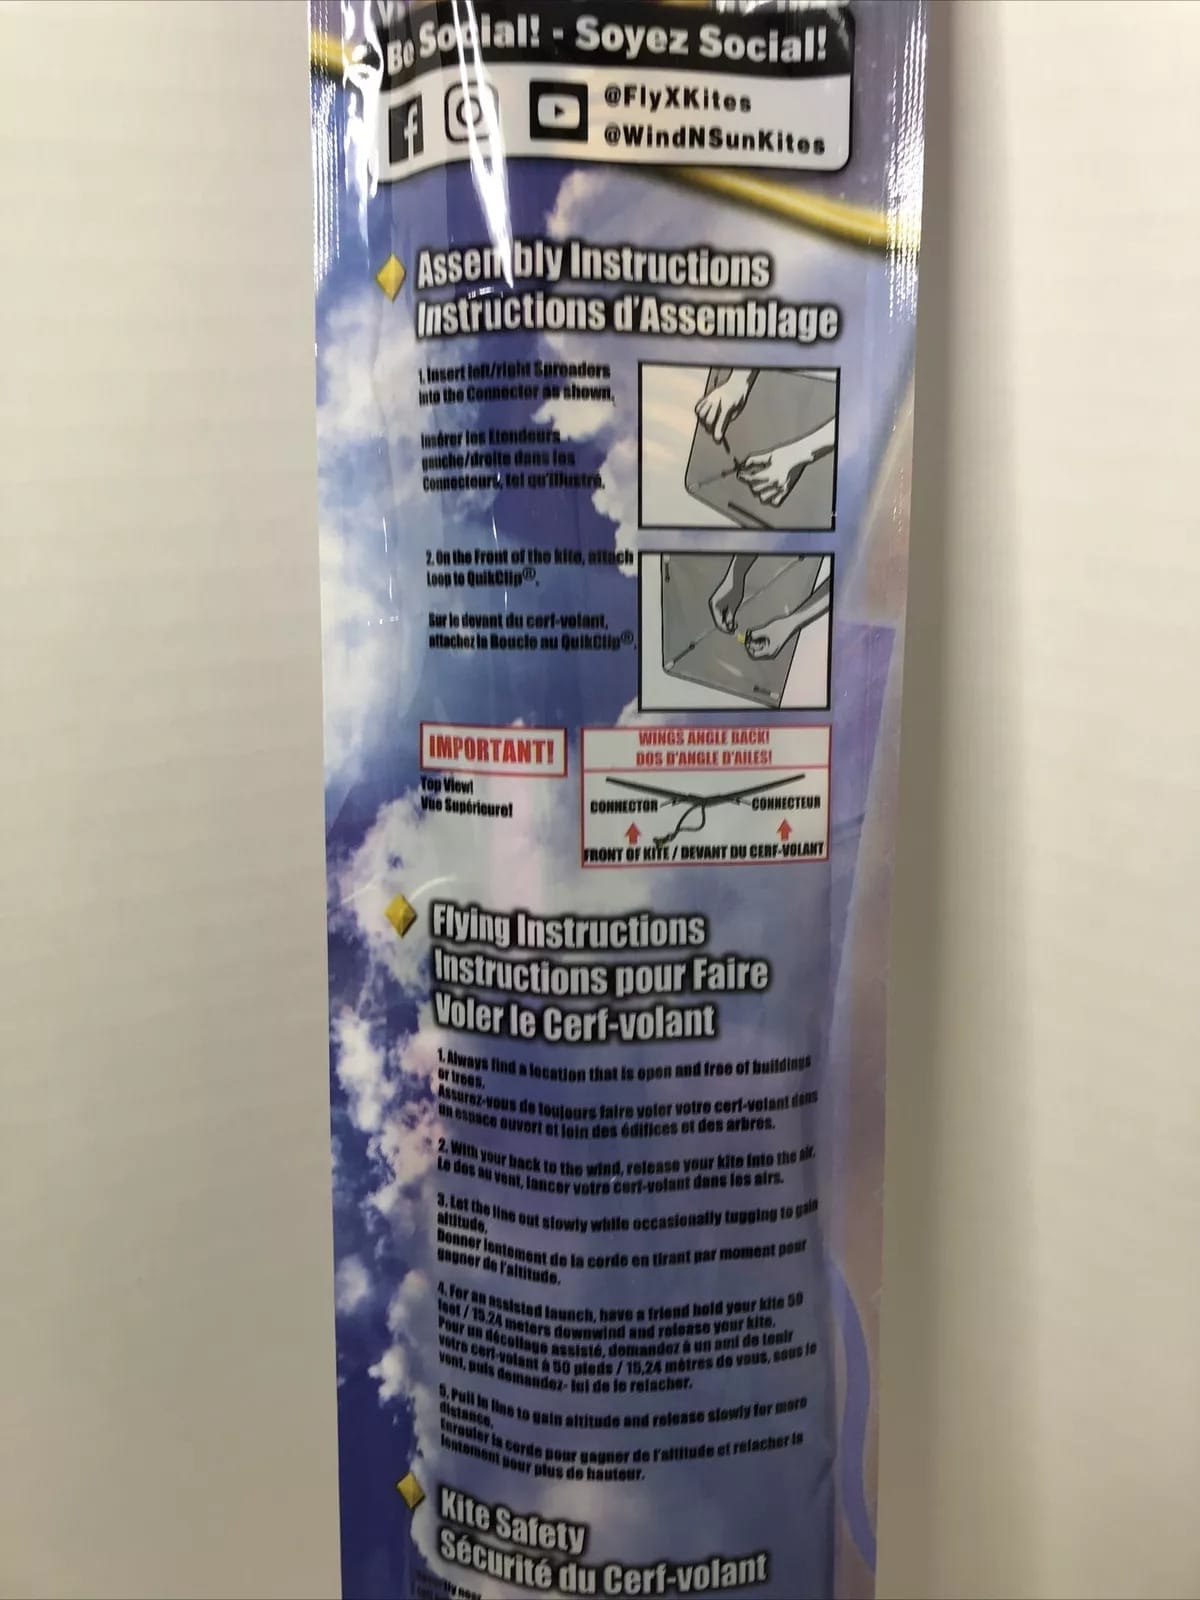 Be Social! - Soyez Social!
@FlyXKites
@WindNSunKites
Assembly Instructions
Instructions d'Assemblage
1. Insert left/right Spreaders
into the Connector as shown.
Insérer les Étendeurs
gauche/droite dans les
Connecteurs, tel qu'illustré.
2. On the Front of the kite, attach
Loop to QuikClip®.
Sur le devant du cerf-volant,
attachez la Boucle au QuikClip®.
IMPORTANT!
Top View!
Vue Supérieure!
WINGS ANGLE BACK!
DOS D'ANGLE D'AILES!
CONNECTOR
CONNECTEUR
FRONT OF KITE / DEVANT DU CERF-VOLANT
Flying Instructions
Instructions pour Faire
Voler le Cerf-volant
1. Always find a location that is open and free of buildings
or trees.
Assurez-vous de toujours faire voler votre cerf-volant dans
un espace ouvert et loin des édifices et des arbres.
2. With your back to the wind, release your kite into the air.
Le dos au vent, lancer votre cerf-volant dans les airs.
3. Let the line out slowly while occasionally tugging to gain
altitude.
Donner lentement de la corde en tirant par moment pour
gagner de l'altitude.
4. For an assisted launch, have a friend hold your kite 50
feet / 15,24 meters downwind and release your kite.
Pour un décollage assisté, demandez à un ami de tenir
votre cerf-volant à 50 pieds / 15,24 mètres de vous, sous le
vent, puis demandez- lui de le relacher.
5. Pull in line to gain altitude and release slowly for more
distance.
Enrouler la corde pour gagner de l'altitude et relacher la
lentement pour plus de hauteur.
Kite Safety
Sécurité du Cerf-volant